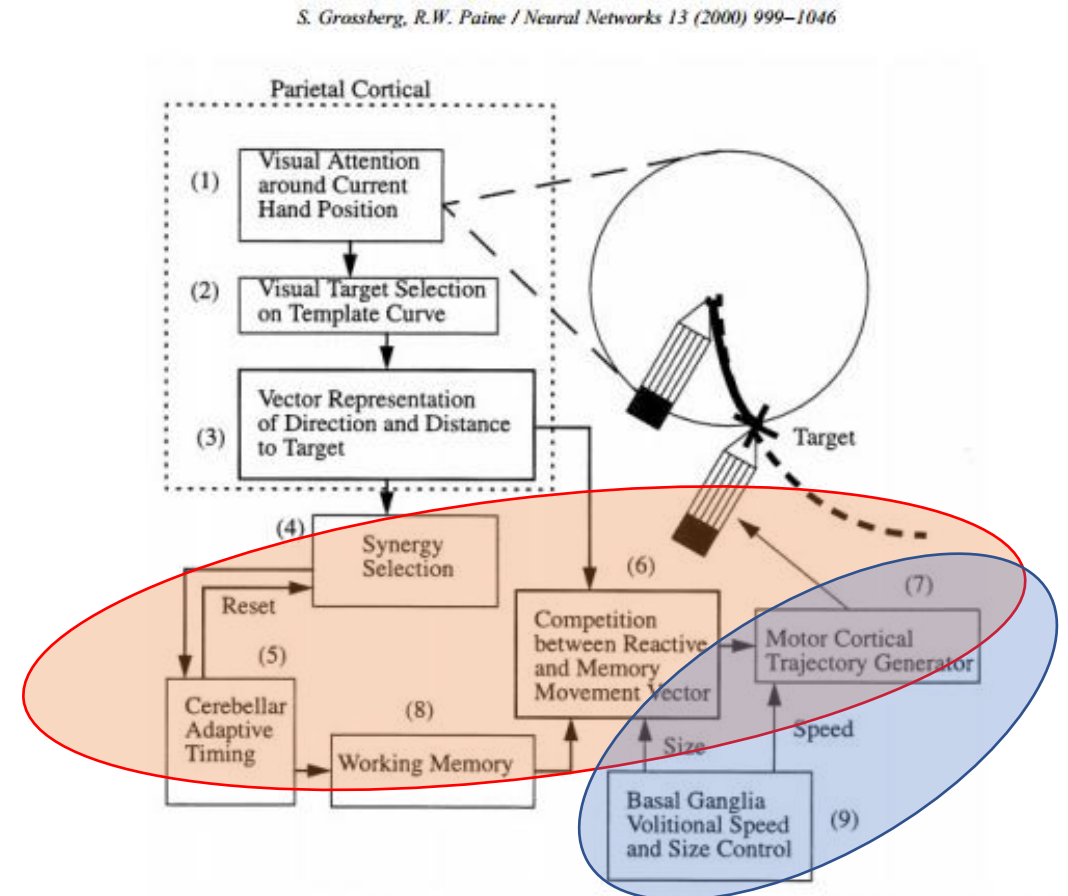 S. Grossberg, R.W. Paine / Neural Networks 13 (2000) 999–1046
Parietal Cortical
(1)
Visual Attention
around Current
Hand Position
(2)
Visual Target Selection
on Template Curve
(3)
Vector Representation
of Direction and Distance
to Target
Target
(4)
Synergy
Selection
Reset
(5)
Cerebellar
Adaptive
Timing
(8)
Working Memory
(6)
Competition
between Reactive
and Memory
Movement Vector
(7)
Motor Cortical
Trajectory Generator
Size
Speed
Basal Ganglia
Volitional Speed
and Size Control
(9)